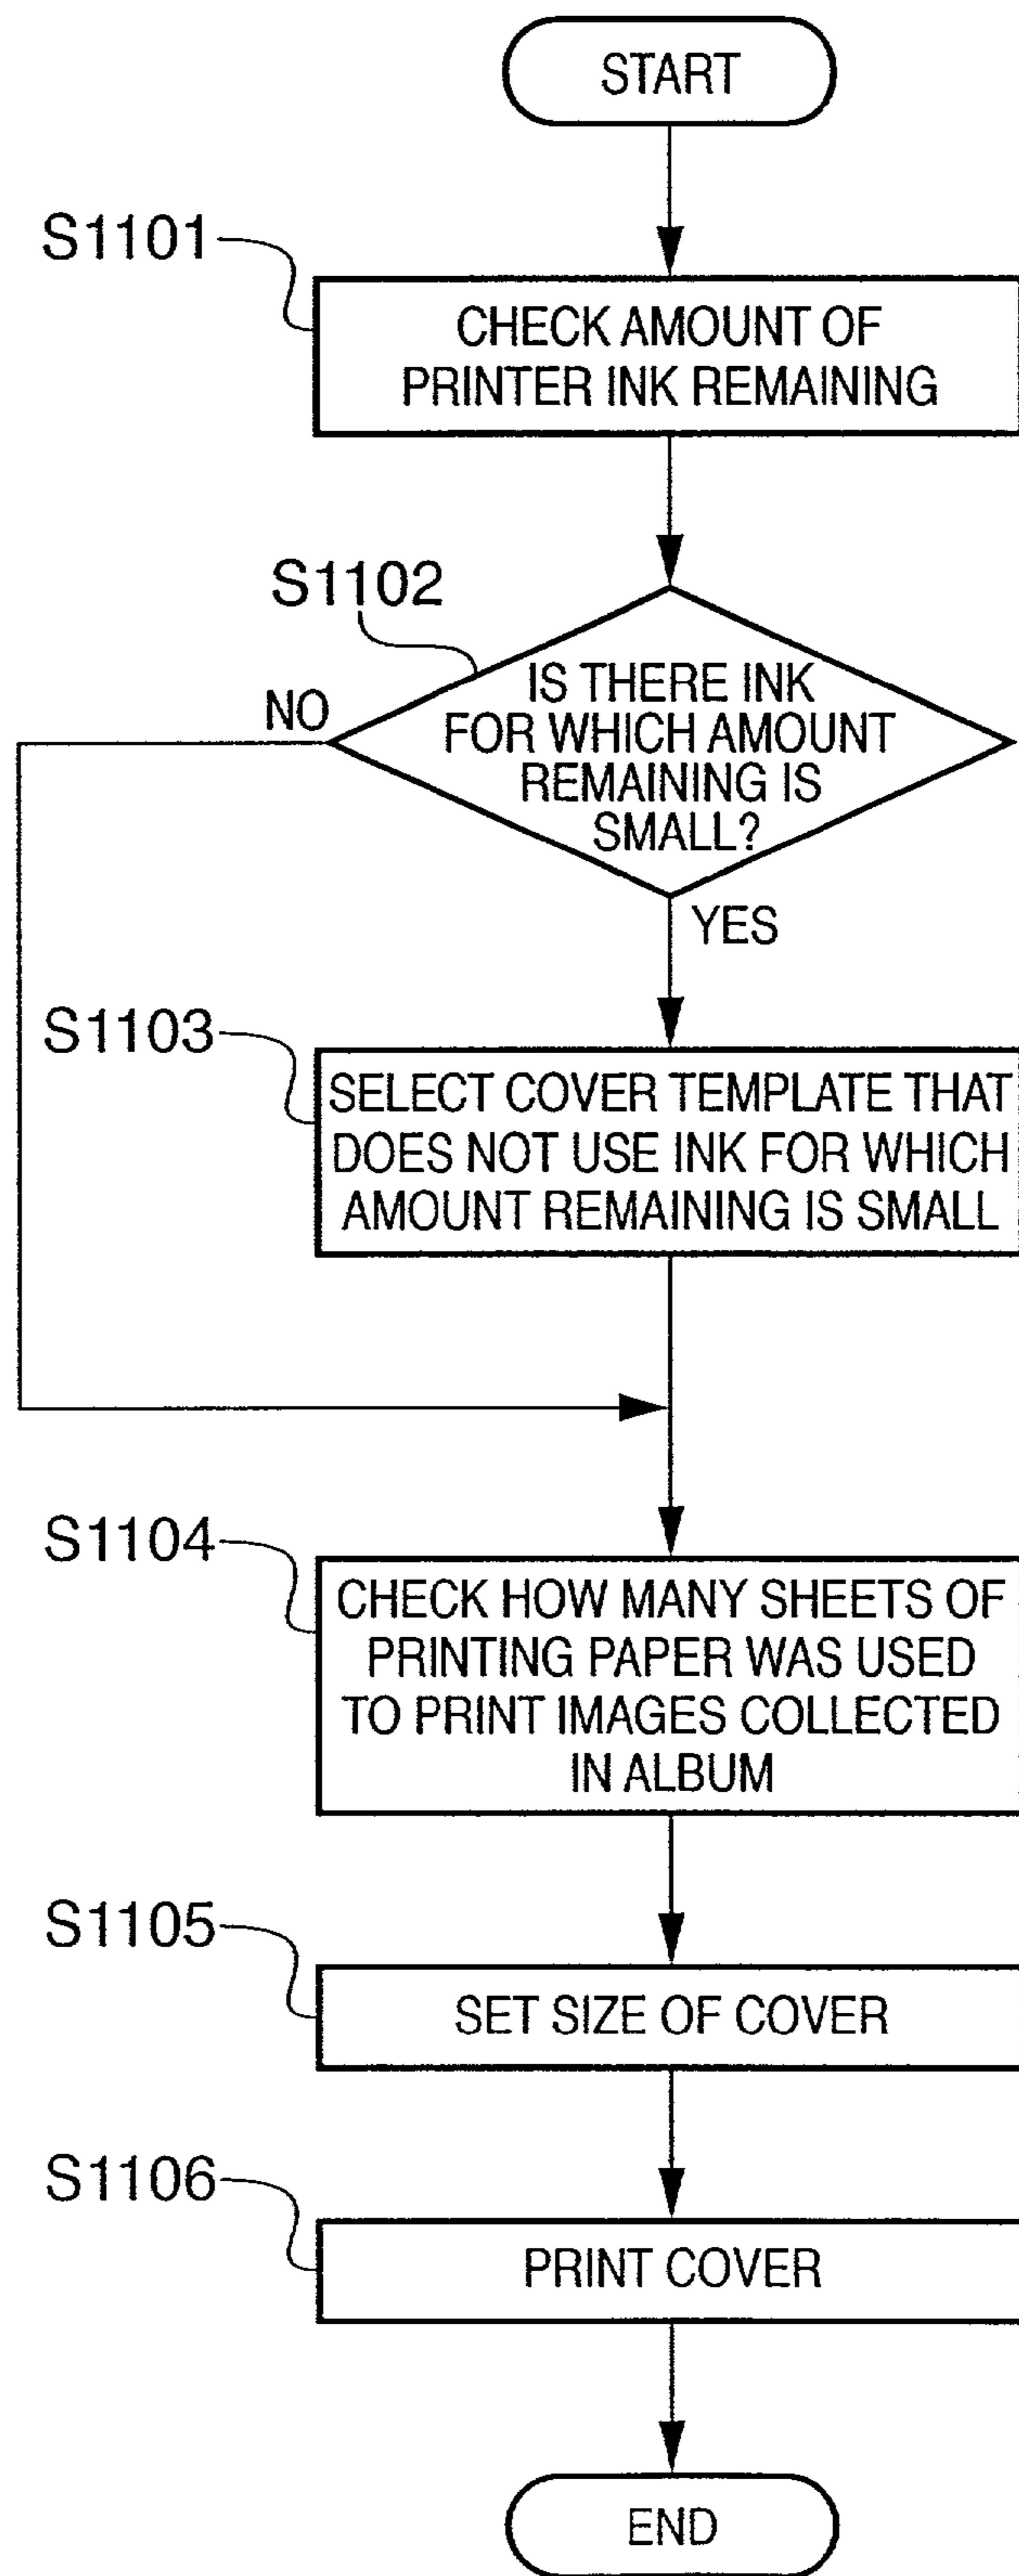 START
S1101
CHECK AMOUNT OF
PRINTER INK REMAINING
S1102
IS THERE INK
FOR WHICH AMOUNT
REMAINING IS
SMALL?
NO
YES
S1103
SELECT COVER TEMPLATE THAT
DOES NOT USE INK FOR WHICH
AMOUNT REMAINING IS SMALL
S1104
CHECK HOW MANY SHEETS OF
PRINTING PAPER WAS USED
TO PRINT IMAGES COLLECTED
IN ALBUM
S1105
SET SIZE OF COVER
S1106
PRINT COVER
END